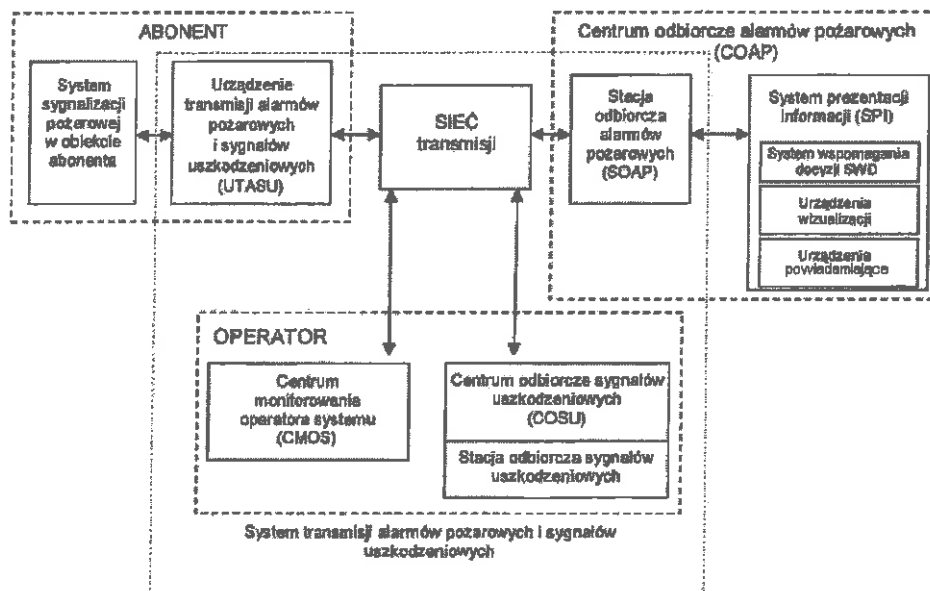 ABONENT
System
sygnalizacji
pożarowej
w obiekcie
abonenta
Urządzenie
transmisji alarmów
pożarowych
i sygnałów
uszkodzeniowych
(UTASU)
SIEĆ
transmisji
Centrum odbiorcze alarmów pożarowych
(COAP)
Stacja
odbiorcza
alarmów
pożarowych
(SOAP)
System prezentacji
informacji (SPI)
System wspomagania
decyzji SWD
Urządzenia
wizualizacji
Urządzenia
powiadamiające
OPERATOR
Centrum
monitorowania
operatora systemu
(CMOS)
Centrum odbiorcze sygnałów
uszkodzeniowych
(COSU)
Stacja odbiorcza sygnałów
uszkodzeniowych
System transmisji alarmów pożarowych i sygnałów
uszkodzeniowych